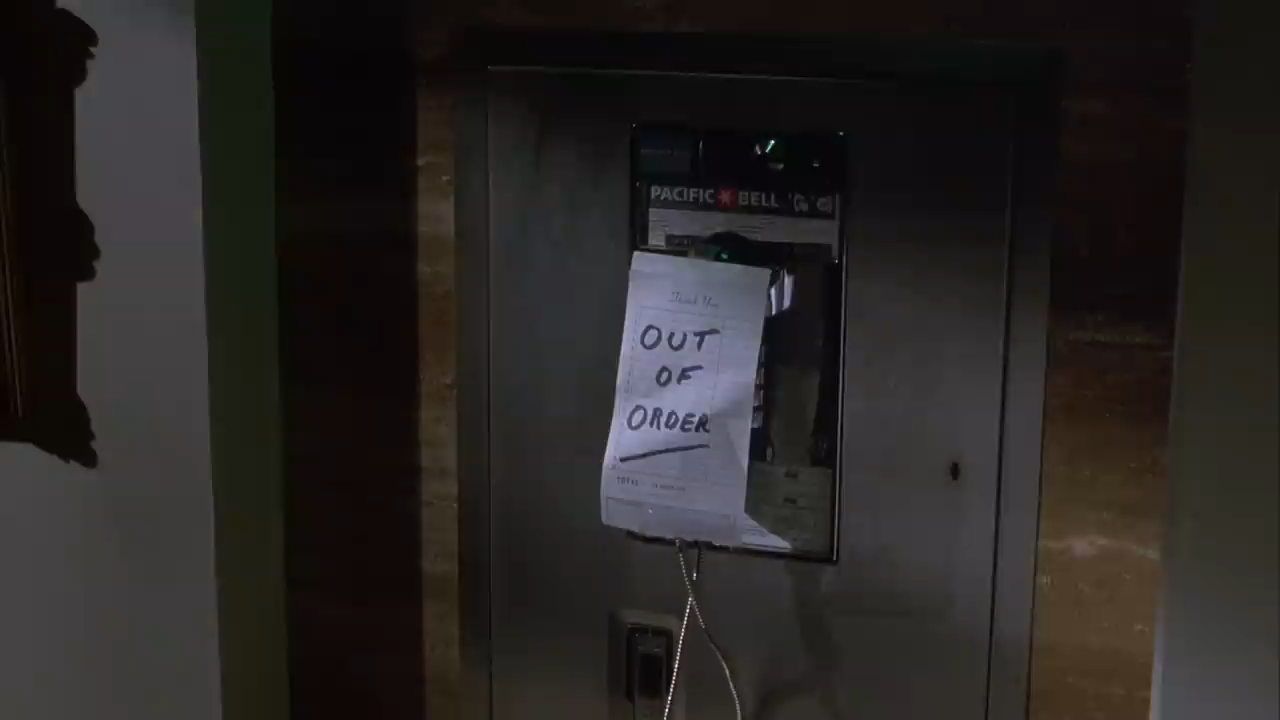 PACIFIC BELL
Thank You
OUT
OF
ORDER
TOTAL